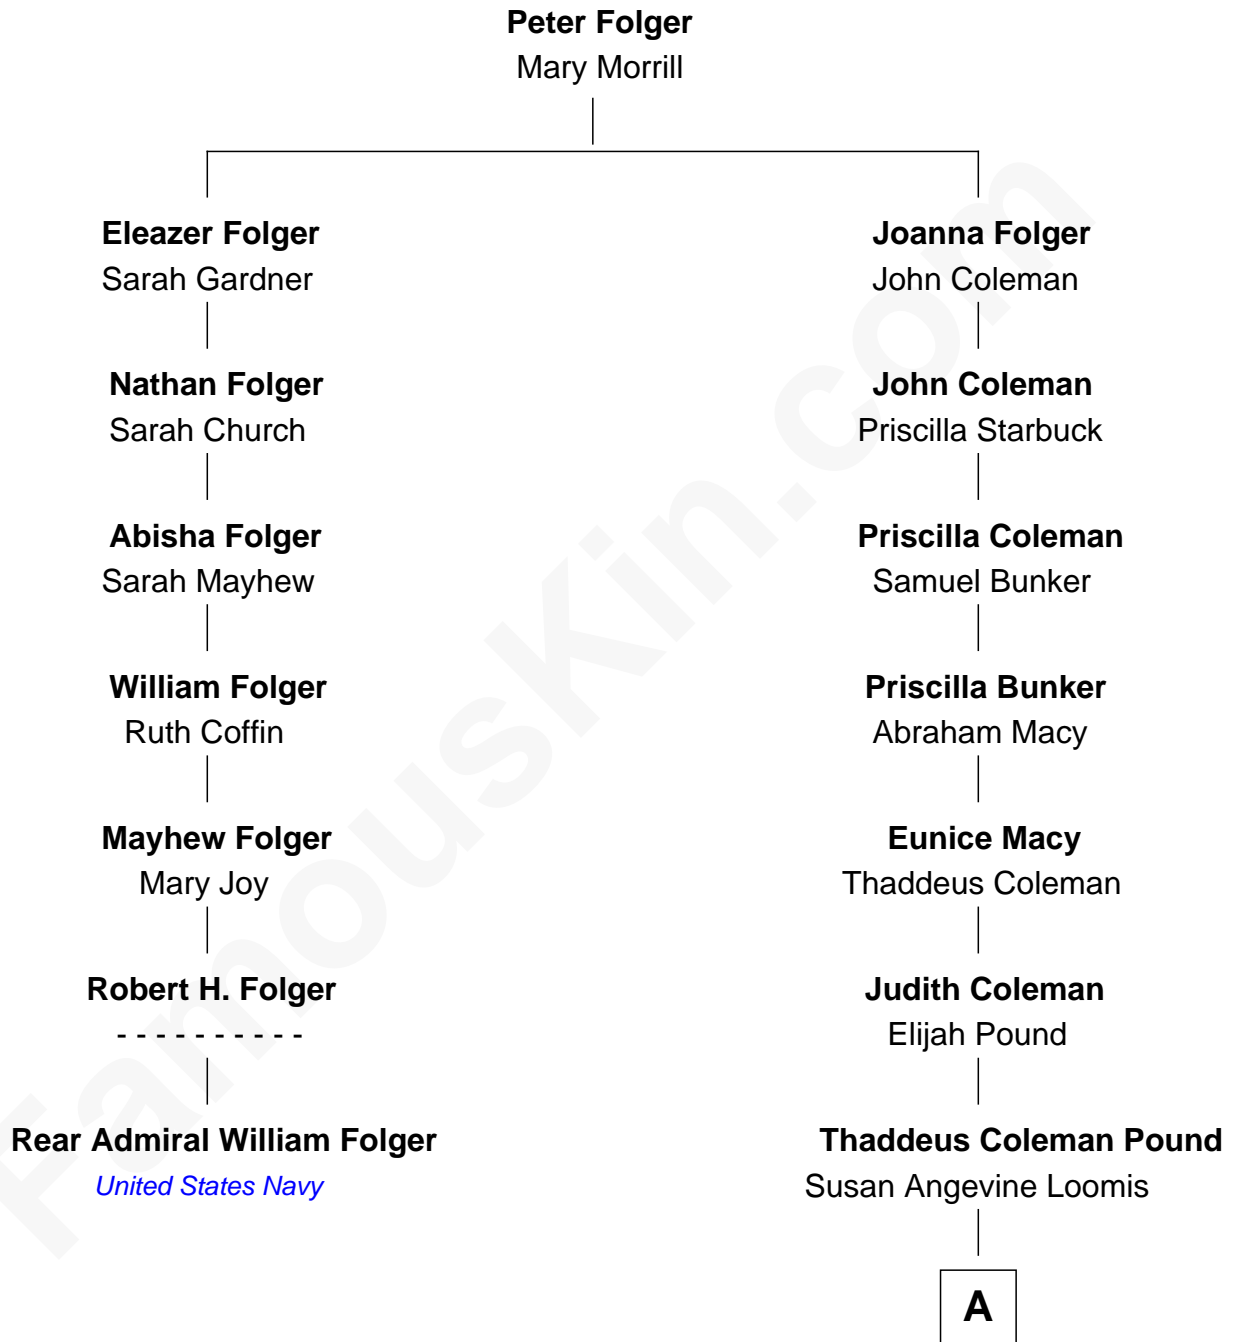 Peter Folger
Mary Morrill
Eleazer Folger
Sarah Gardner
Joanna Folger
John Coleman
Nathan Folger
Sarah Church
John Coleman
Priscilla Starbuck
Abisha Folger
Sarah Mayhew
Priscilla Coleman
Samuel Bunker
William Folger
Ruth Coffin
Priscilla Bunker
Abraham Macy
Mayhew Folger
Mary Joy
Eunice Macy
Thaddeus Coleman
Robert H. Folger
- - - - - - - - - -
Judith Coleman
Elijah Pound
Rear Admiral William Folger
United States Navy
Thaddeus Coleman Pound
Susan Angevine Loomis
A
FamousKin.com